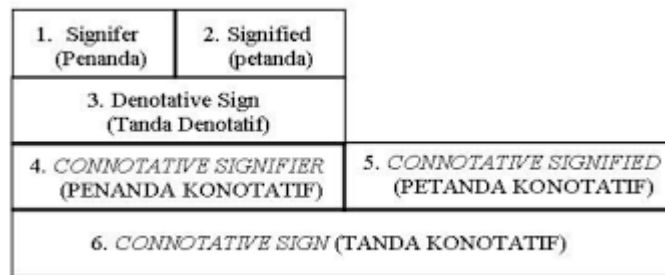 1. Signifer
(Penanda)
2. Signified
(petanda)
3. Denotative Sign
(Tanda Denotatif)
4. CONNOTATIVE SIGNIFIER
(PENANDA KONOTATIF)
5. CONNOTATIVE SIGNIFIED
(PETANDA KONOTATIF)
6. CONNOTATIVE SIGN (TANDA KONOTATIF)